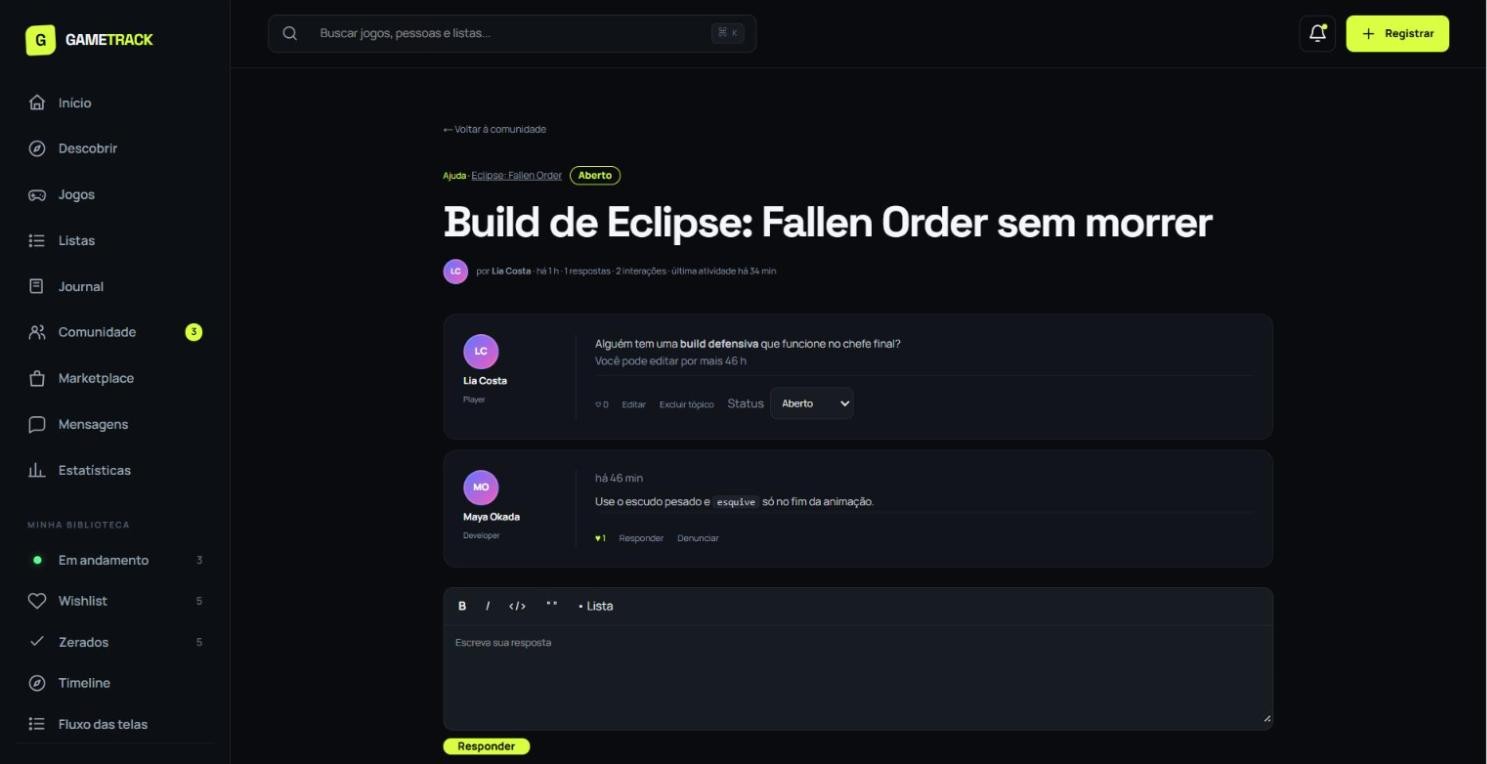 G GAMETRACK
Buscar jogos, pessoas e listas...
⌘ K
+ Registrar
Início
Descobrir
Jogos
Listas
Journal
Comunidade 3
Marketplace
Mensagens
Estatísticas
MINHA BIBLIOTECA
Em andamento 3
Wishlist 5
Zerados 5
Timeline
Fluxo das telas
← Voltar à comunidade
Ajuda · Eclipse: Fallen Order Aberto
Build de Eclipse: Fallen Order sem morrer
LC por Lia Costa · há 1 h · 1 respostas · 2 interações · última atividade há 34 min
LC
Lia Costa
Player
Alguém tem uma build defensiva que funcione no chefe final?
Você pode editar por mais 46 h
♡ 0 Editar Excluir tópico Status Aberto
MO
Maya Okada
Developer
há 46 min
Use o escudo pesado e esquive só no fim da animação.
♥ 1 Responder Denunciar
B I </> " " • Lista
Escreva sua resposta
Responder